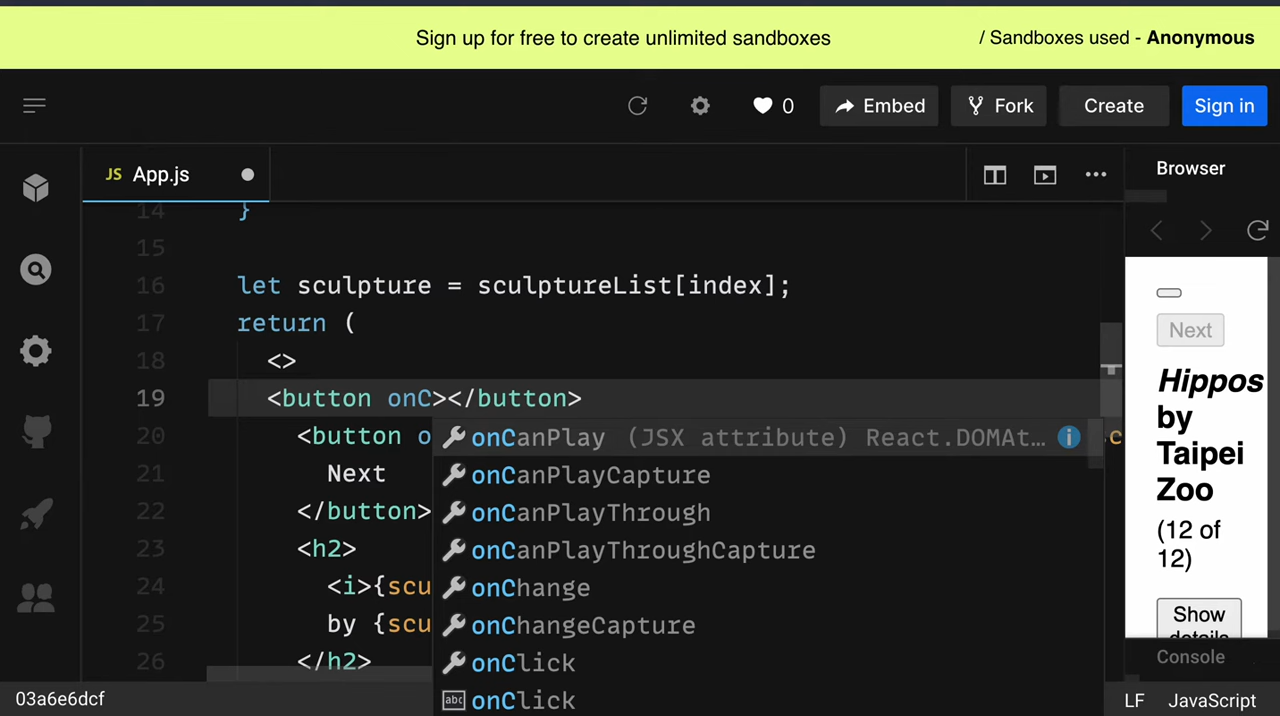 Sign up for free to create unlimited sandboxes
/ Sandboxes used - Anonymous
0
Embed
Fork
Create
Sign in
JS App.js
Browser
14 }
15
16 let sculpture = sculptureList[index];
17 return (
18 <>
19 <button onC></button>
20 <button o
21 Next
22 </button>
23 <h2>
24 <i>{scu
25 by {scu
26 </h2>
onCanPlay (JSX attribute) React.DOMAt…
onCanPlayCapture
onCanPlayThrough
onCanPlayThroughCapture
onChange
onChangeCapture
onClick
abc onClick
Next
Hippos
by
Taipei
Zoo
(12 of
12)
Show
details
Console
03a6e6dcf
LF JavaScript